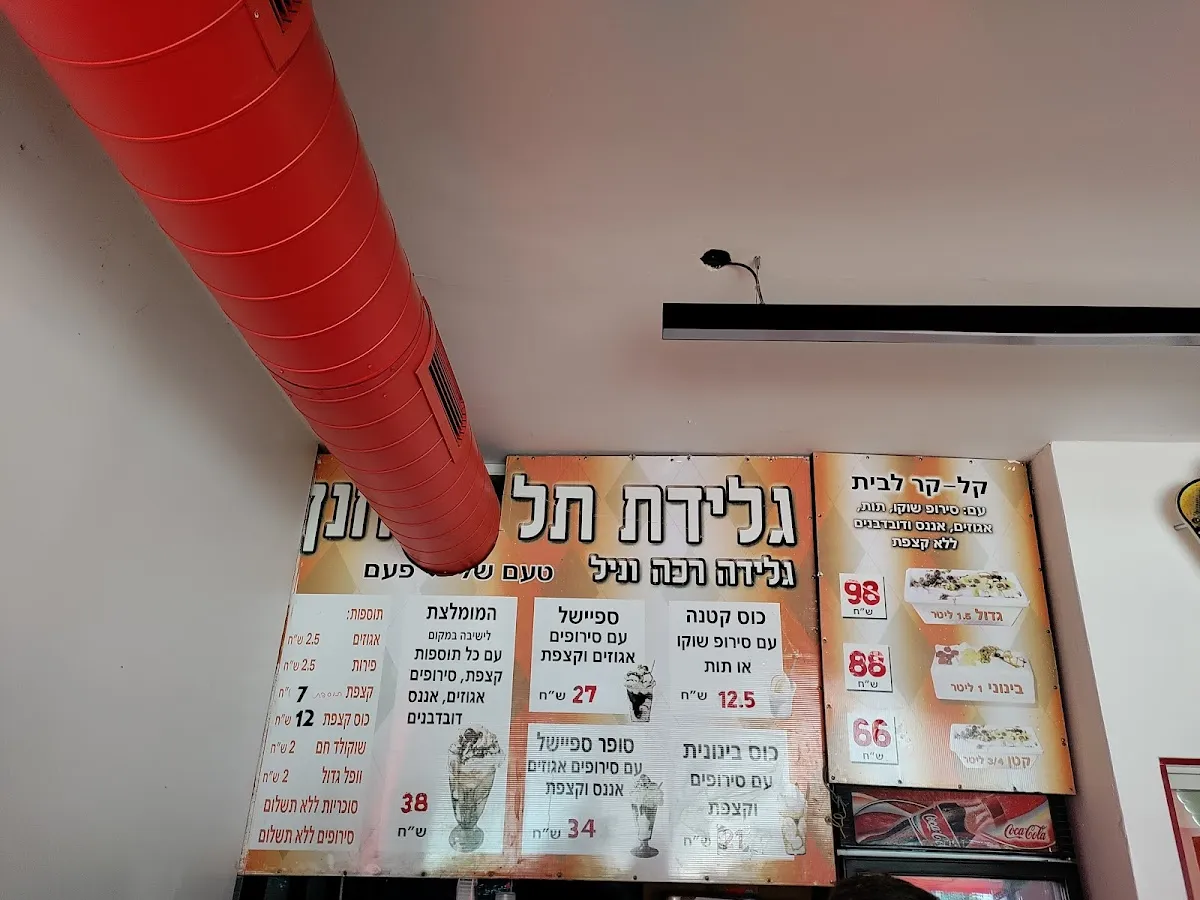 גלידת תל
גלידה רכה וניל
טעם של פעם
כוס קטנה
עם סירופ שוקו
או תות
12.5 ש"ח
ספיישל
עם סירופים
אגוזים וקצפת
27 ש"ח
המומלצת
לישיבה במקום
עם כל תוספות
קצפת, סירופים
אגוזים, אננס
דובדבנים
38
ש"ח
תוספות:
אגוזים 2.5 ש"ח
פירות 2.5 ש"ח
קצפת תוספת 7 ש"ח
כוס קצפת 12 ש"ח
שוקולד חם 2 ש"ח
וופל גדול 2 ש"ח
סוכריות ללא תשלום
סירופים ללא תשלום
כוס בינונית
עם סירופים
וקצפת
21 ש"ח
סופר ספיישל
עם סירופים אגוזים
אננס וקצפת
34 ש"ח
קל-קר לבית
עם: סירופ שוקו, תות,
אגוזים, אננס ודובדבנים
ללא קצפת
98
ש"ח
גדול 1.5 ליטר
88
ש"ח
בינוני 1 ליטר
66
ש"ח
קטן 3/4 ליטר
Coca-Cola
Coca-Cola